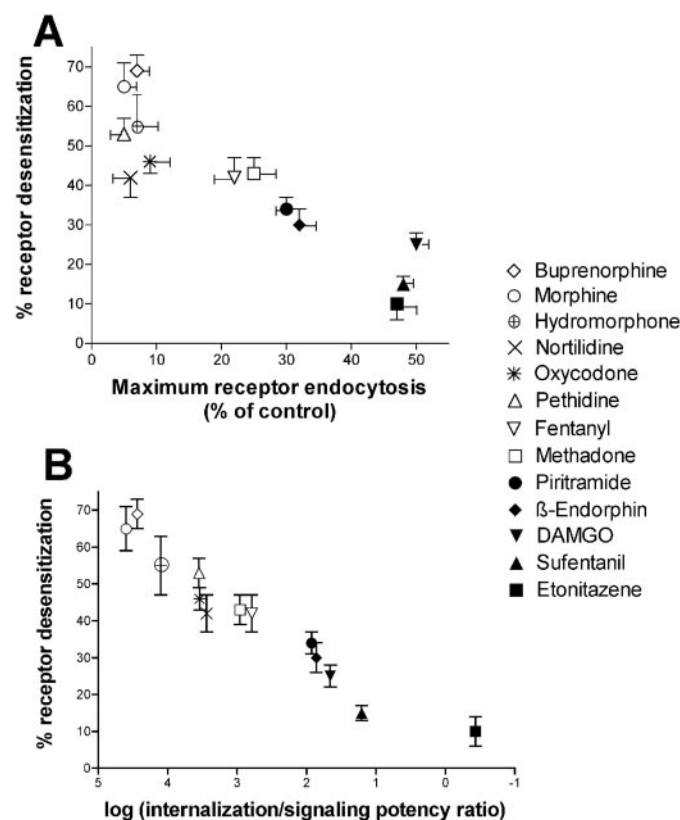 A
% receptor desensitization
70
60
50
40
30
20
10
0
0 10 20 30 40 50
Maximum receptor endocytosis
(% of control)
Buprenorphine
Morphine
Hydromorphone
Nortilidine
Oxycodone
Pethidine
Fentanyl
Methadone
Piritramide
ß-Endorphin
DAMGO
Sufentanil
Etonitazene
B
% receptor desensitization
70
60
50
40
30
20
10
0
5 4 3 2 1 0 -1
log (internalization/signaling potency ratio)